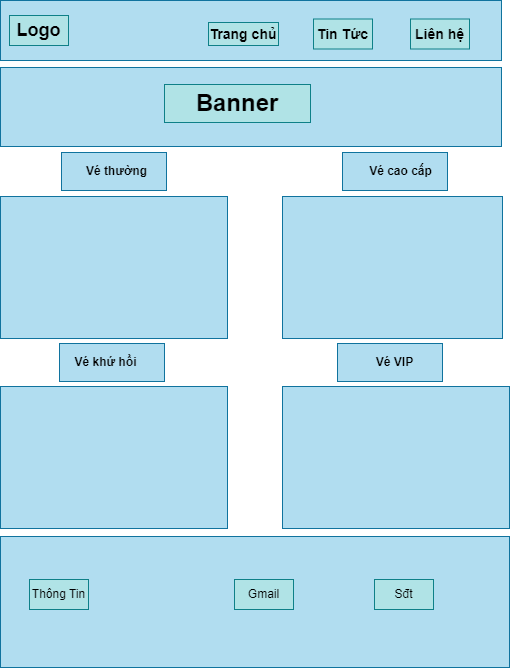 Logo
Trang chủ
Tin Tức
Liên hệ
Banner
Vé thường
Vé cao cấp
Vé khứ hồi
Vé VIP
Thông Tin
Gmail
Sđt